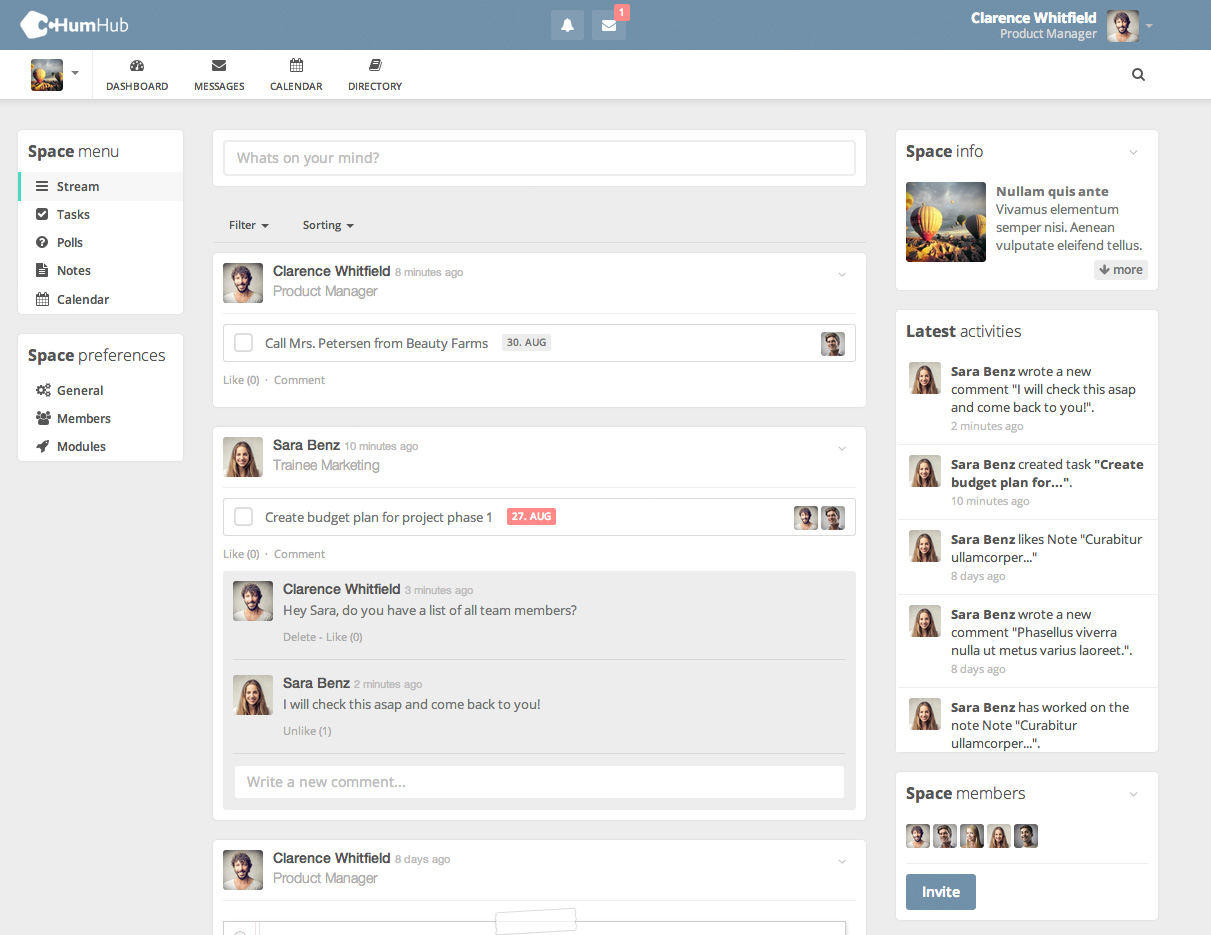 HumHub
1
Clarence Whitfield
Product Manager
DASHBOARD
MESSAGES
CALENDAR
DIRECTORY
Space menu
Stream
Tasks
Polls
Notes
Calendar
Space preferences
General
Members
Modules
Whats on your mind?
Filter
Sorting
Clarence Whitfield 8 minutes ago
Product Manager
Call Mrs. Petersen from Beauty Farms 30. AUG
Like (0) · Comment
Sara Benz 10 minutes ago
Trainee Marketing
Create budget plan for project phase 1 27. AUG
Like (0) · Comment
Clarence Whitfield 3 minutes ago
Hey Sara, do you have a list of all team members?
Delete - Like (0)
Sara Benz 2 minutes ago
I will check this asap and come back to you!
Unlike (1)
Write a new comment...
Clarence Whitfield 8 days ago
Product Manager
Space info
Nullam quis ante
Vivamus elementum
semper nisi. Aenean
vulputate eleifend tellus.
more
Latest activities
Sara Benz wrote a new
comment "I will check this asap
and come back to you!".
2 minutes ago
Sara Benz created task "Create
budget plan for...".
10 minutes ago
Sara Benz likes Note "Curabitur
ullamcorper..."
8 days ago
Sara Benz wrote a new
comment "Phasellus viverra
nulla ut metus varius laoreet.".
8 days ago
Sara Benz has worked on the
note Note "Curabitur
ullamcorper...".
Space members
Invite